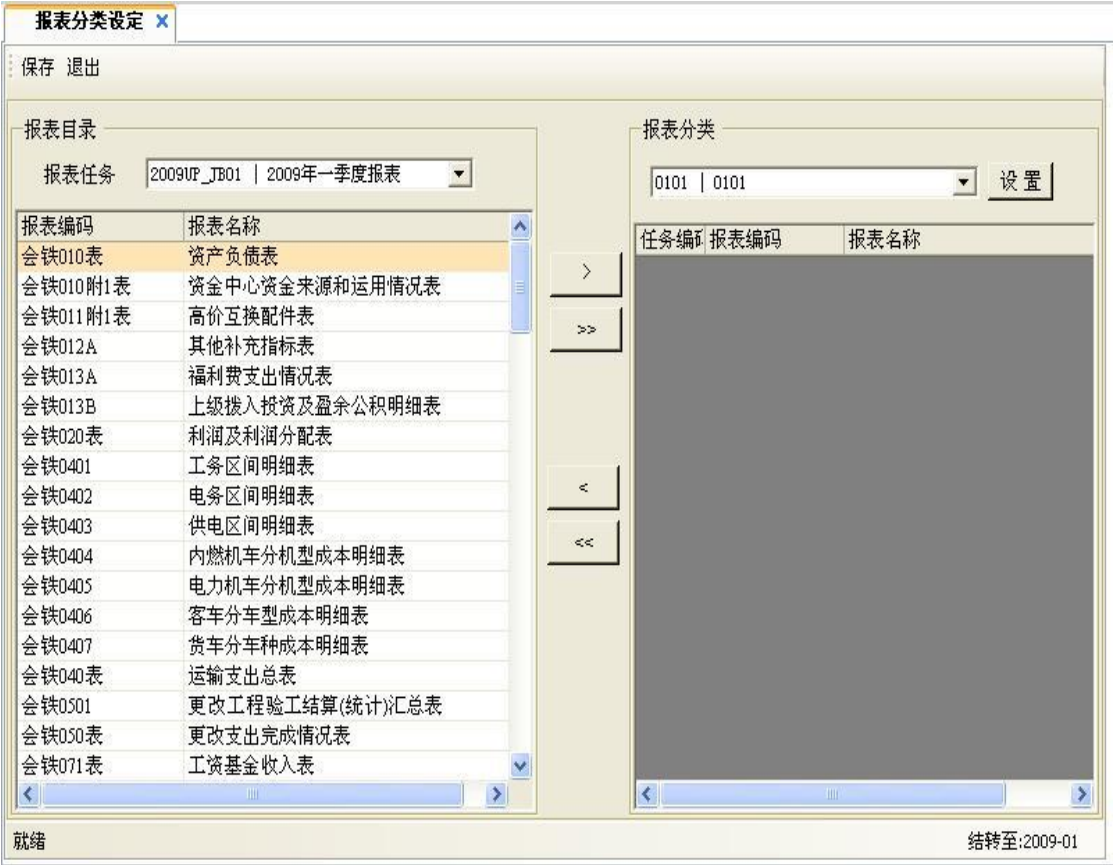 报表分类设定 ×
保存 退出
报表目录
报表任务 2009UP_JB01 | 2009年一季度报表
报表编码 报表名称
会铁010表 资产负债表
会铁010附1表 资金中心资金来源和运用情况表
会铁011附1表 高价互换配件表
会铁012A 其他补充指标表
会铁013A 福利费支出情况表
会铁013B 上级拨入投资及盈余公积明细表
会铁020表 利润及利润分配表
会铁0401 工务区间明细表
会铁0402 电务区间明细表
会铁0403 供电区间明细表
会铁0404 内燃机车分机型成本明细表
会铁0405 电力机车分机型成本明细表
会铁0406 客车分车型成本明细表
会铁0407 货车分车种成本明细表
会铁040表 运输支出总表
会铁0501 更改工程验工结算(统计)汇总表
会铁050表 更改支出完成情况表
会铁071表 工资基金收入表
>
>>
<
<<
报表分类
0101 | 0101 设置
任务编码 报表编码 报表名称
就绪 结转至:2009-01